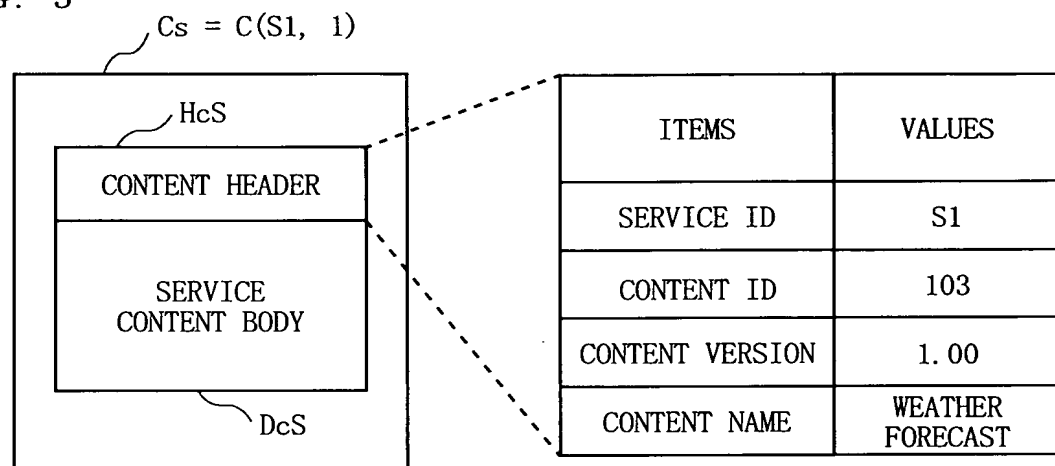 Cs = C(S1, 1)
HcS
CONTENT HEADER
SERVICE
CONTENT BODY
DcS
ITEMS VALUES
SERVICE ID S1
CONTENT ID 103
CONTENT VERSION 1.00
CONTENT NAME WEATHER
FORECAST